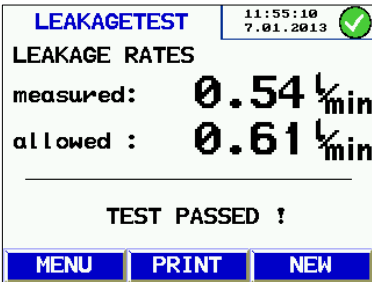 LEAKAGETEST
11:55:10
7.01.2013
LEAKAGE RATES
measured: 0.54 L/min
allowed : 0.61 L/min
TEST PASSED !
MENU PRINT NEW